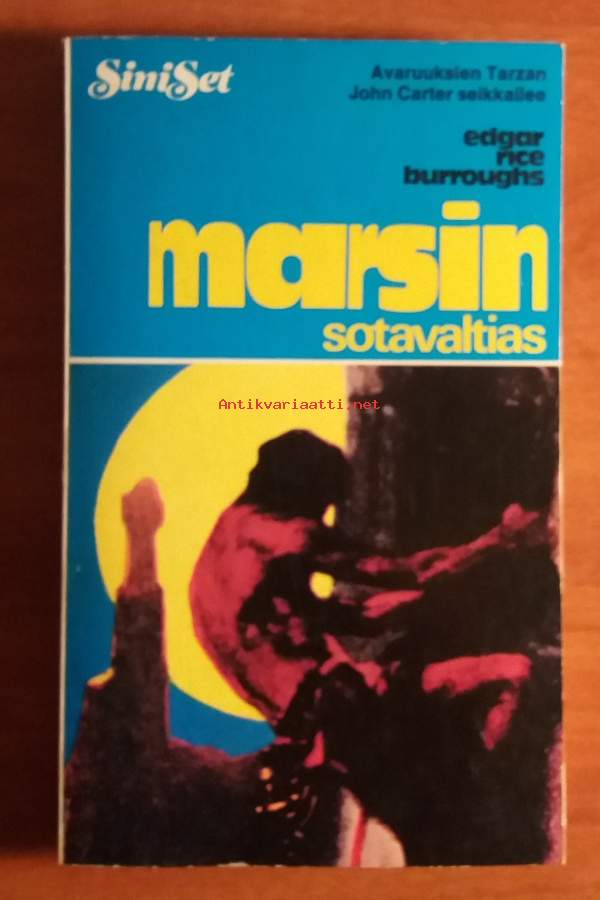 SiniSet
Avaruuksien Tarzan
John Carter seikkailee
edgar
rice
burroughs
marsin
sotavaltias
Antikvariaatti.net